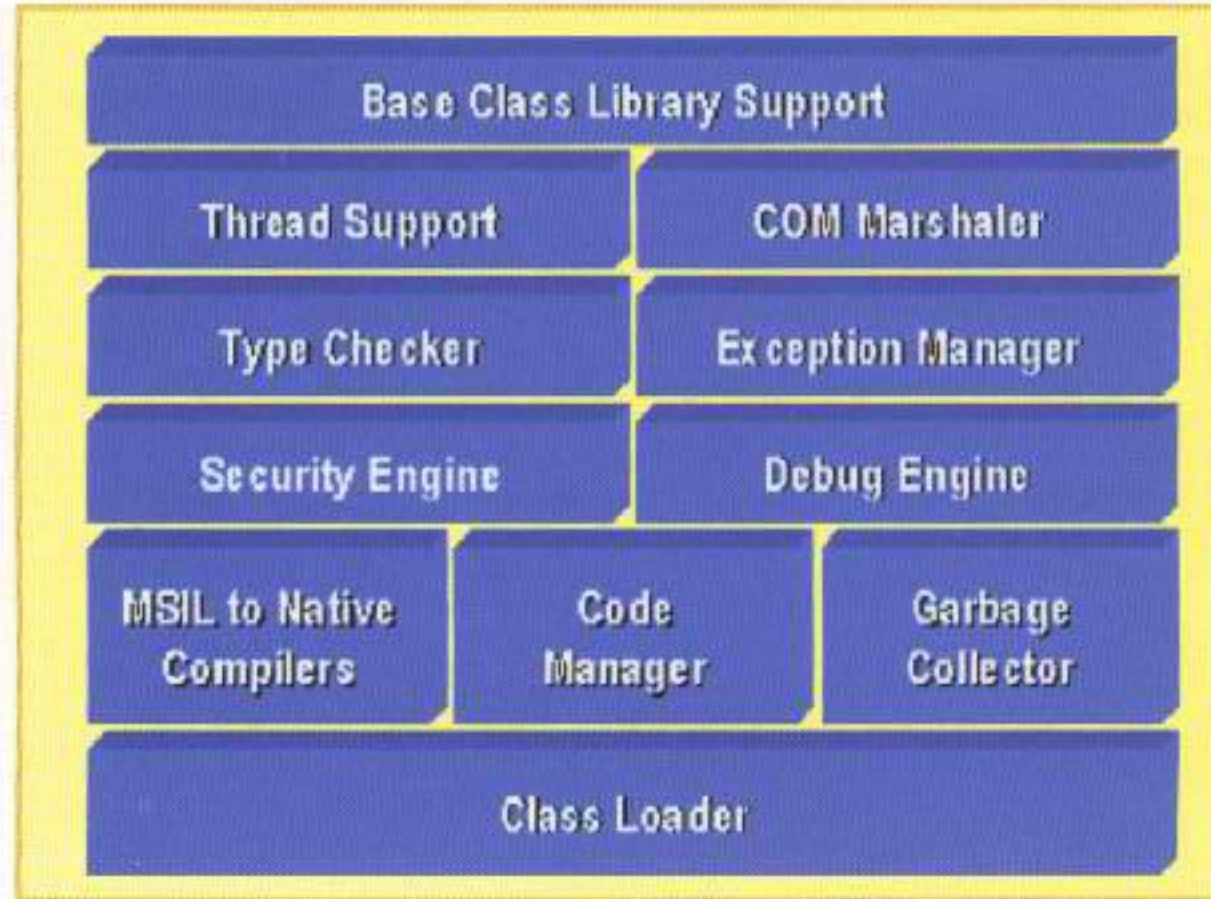 Base Class Library Support
Thread Support
COM Marshaler
Type Checker
Exception Manager
Security Engine
Debug Engine
MSIL to Native
Compilers
Code
Manager
Garbage
Collector
Class Loader